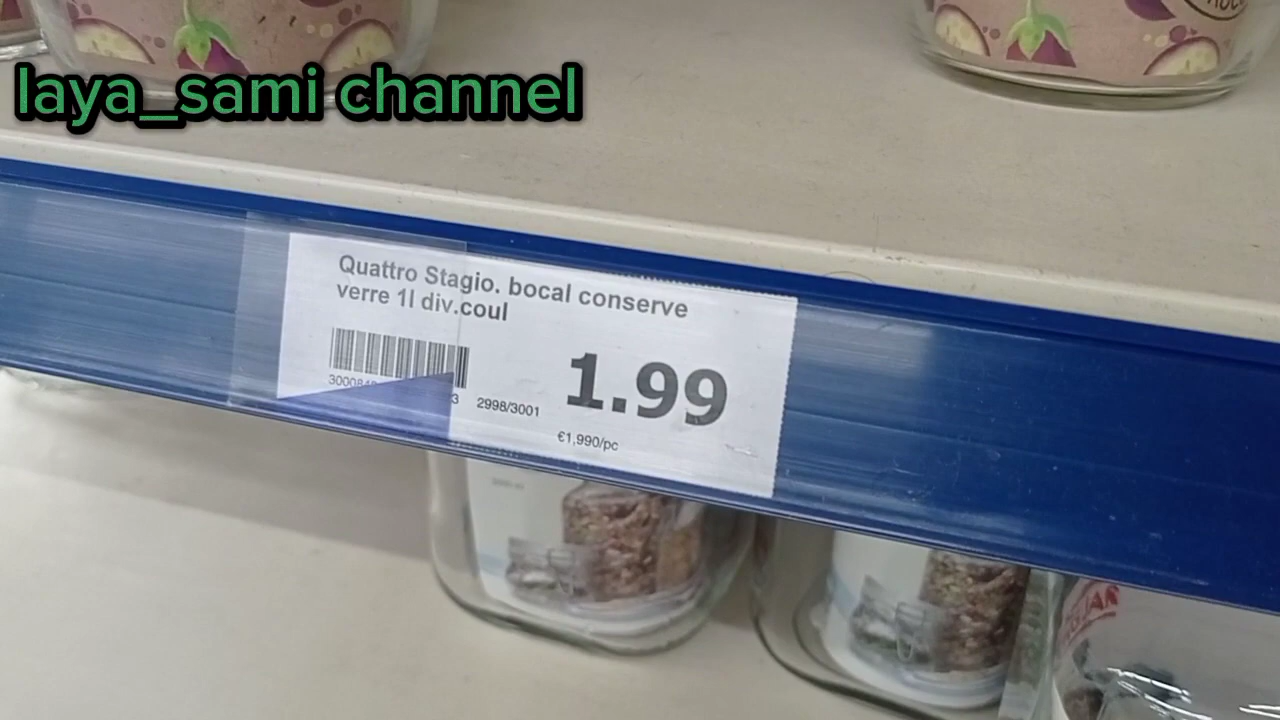 laya_sami channel
Quattro Stagio. bocal conserve
verre 1l div.coul
1.99
2998/3001
€1,990/pc